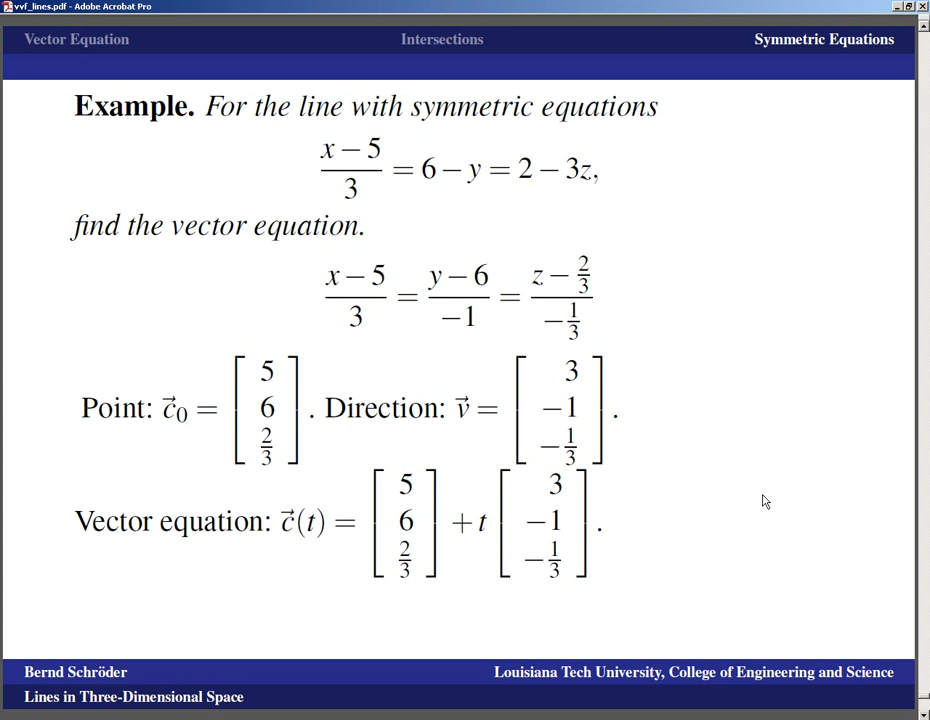 vvf_lines.pdf - Adobe Acrobat Pro
Vector Equation Intersections Symmetric Equations
Example. For the line with symmetric equations
(x − 5)/3 = 6 − y = 2 − 3z,
find the vector equation.
(x − 5)/3 = (y − 6)/−1 = (z − 2/3)/(−1/3)
Point: c⃗₀ = [5 6 2/3]. Direction: v⃗ = [3 −1 −1/3].
Vector equation: c⃗(t) = [5 6 2/3] + t [3 −1 −1/3].
Bernd Schröder Louisiana Tech University, College of Engineering and Science
Lines in Three-Dimensional Space